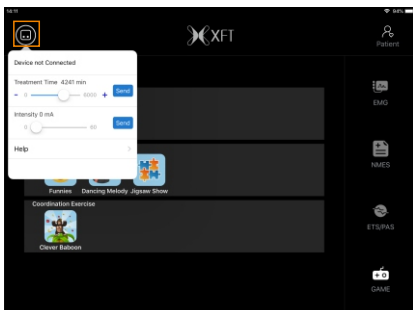 94%
XFT
Patient
Device not Connected
Treatment Time 4241 min
- 0 6000 + Send
Intensity 0 mA
0 60 Send
Help
EMG
NMES
Funnies Dancing Melody Jigsaw Show
Coordination Exercise
Clever Baboon
ETS/PAS
GAME